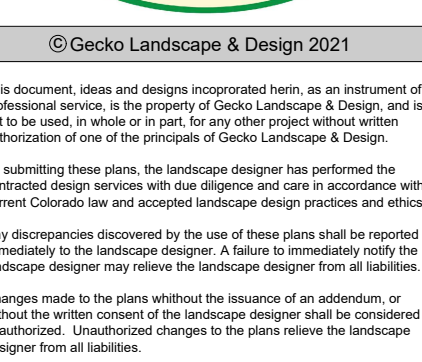 ©Gecko Landscape & Design 2021
is document, ideas and designs incoprorated herin, as an instrument of
ofessional service, is the property of Gecko Landscape & Design, and is
t to be used, in whole or in part, for any other project without written
thorization of one of the principals of Gecko Landscape & Design.
submitting these plans, the landscape designer has performed the
ntracted design services with due diligence and care in accordance with
rrent Colorado law and accepted landscape design practices and ethics
y discrepancies discovered by the use of these plans shall be reported
mediately to the landscape designer. A failure to immediately notify the
ndscape designer may relieve the landscape designer from all liabilities.
anges made to the plans whithout the issuance of an addendum, or
thout the written consent of the landscape designer shall be considered
authorized. Unauthorized changes to the plans relieve the landscape
signer from all liabilities.